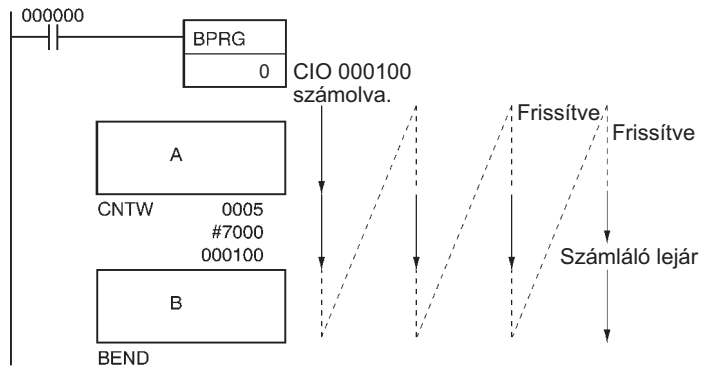 000000
BPRG
0
CIO 000100
számolva.
Frissítve
Frissítve
A
CNTW 0005
#7000
000100
Számláló lejár
B
BEND